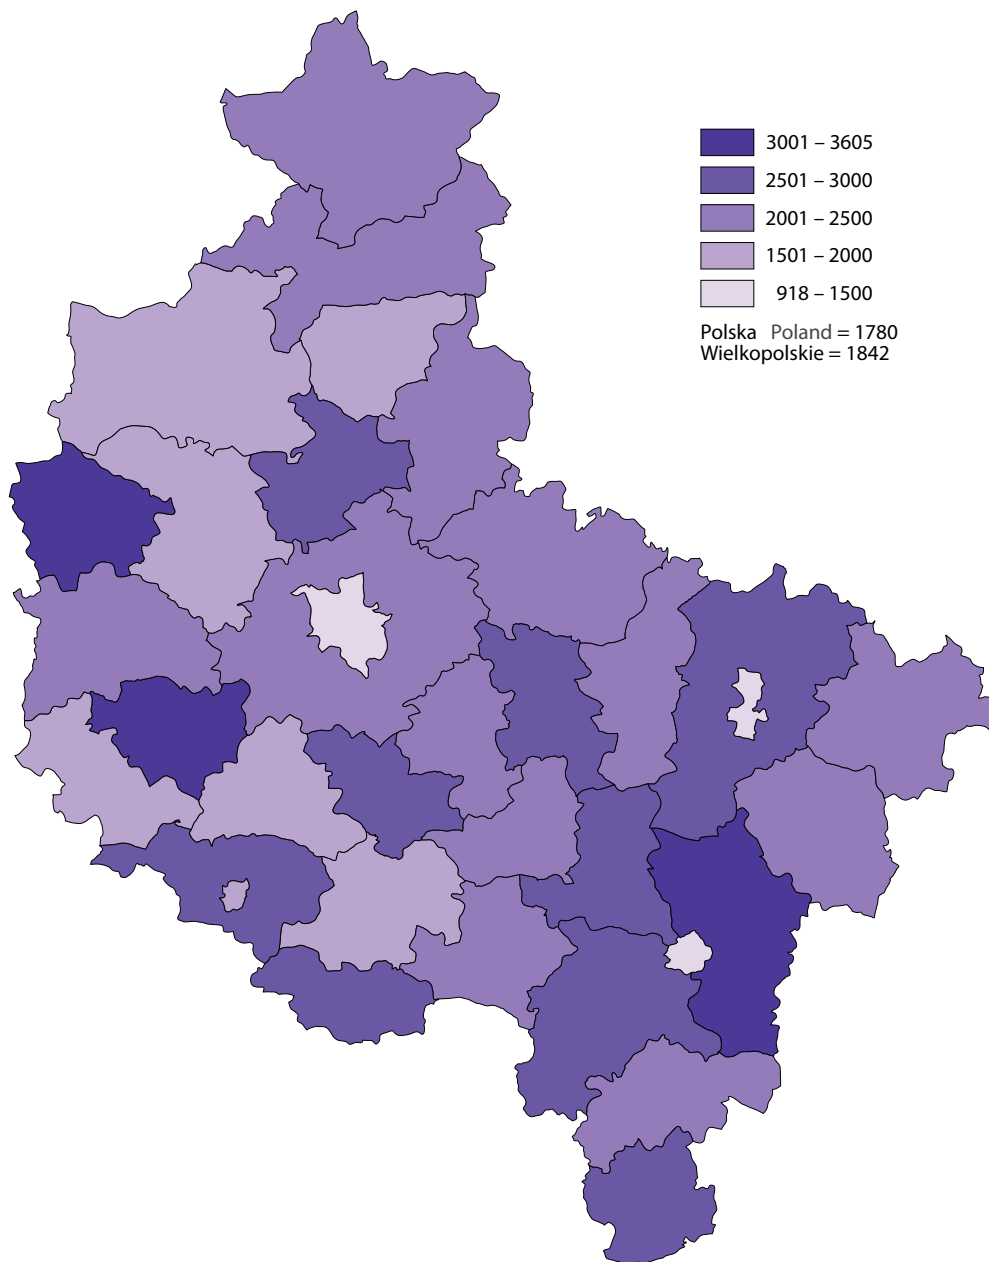 3001 – 3605
2501 – 3000
2001 – 2500
1501 – 2000
918 – 1500
Polska Poland = 1780
Wielkopolskie = 1842